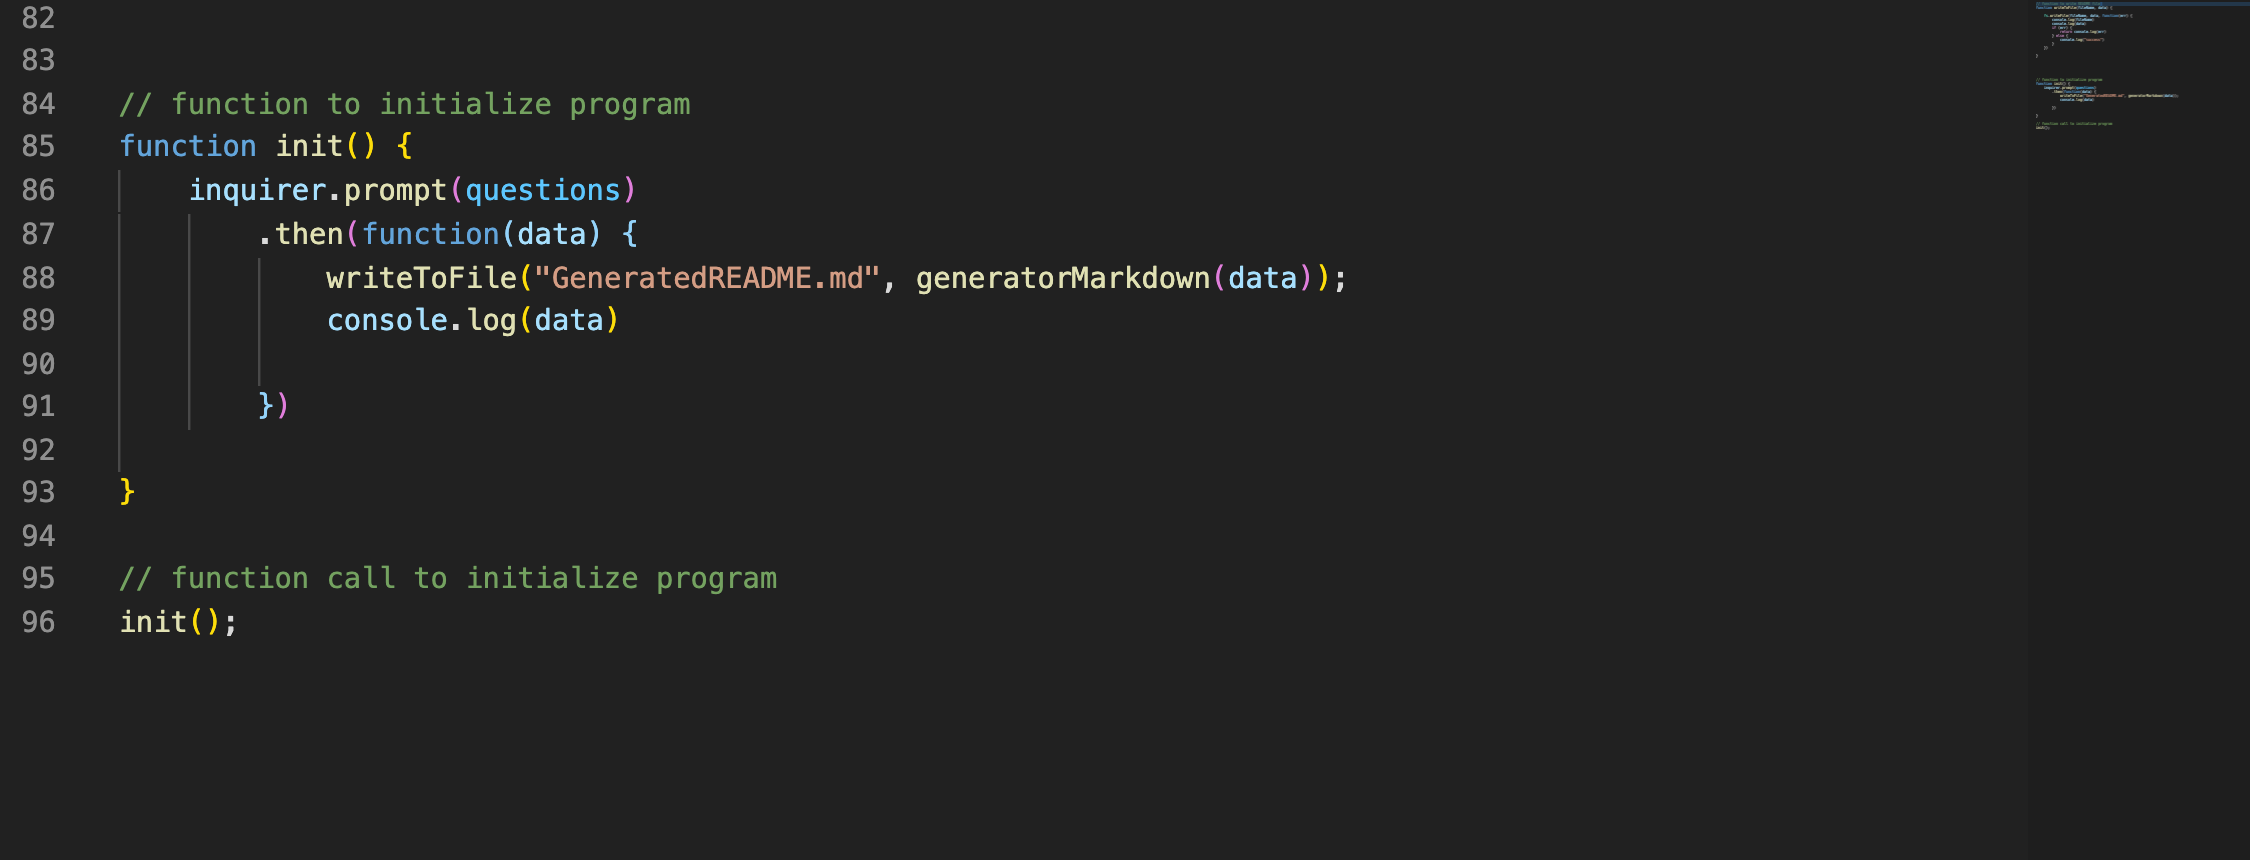 82
83
84 // function to initialize program
85 function init() {
86 inquirer.prompt(questions)
87 .then(function(data) {
88 writeToFile("GeneratedREADME.md", generatorMarkdown(data));
89 console.log(data)
90
91 })
92
93 }
94
95 // function call to initialize program
96 init();